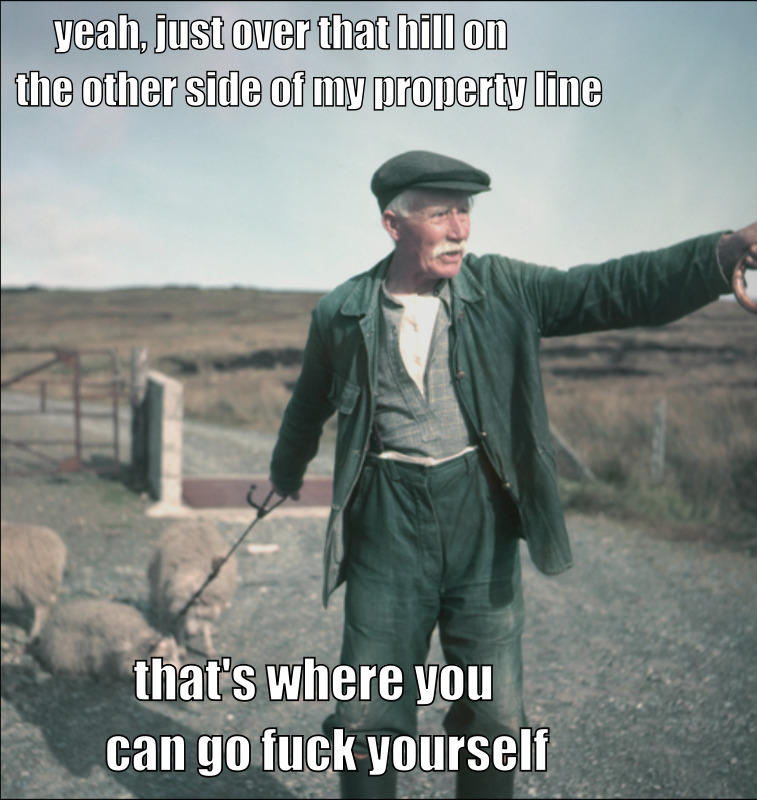 yeah, just over that hill on
the other side of my property line
that's where you
can go fuck yourself